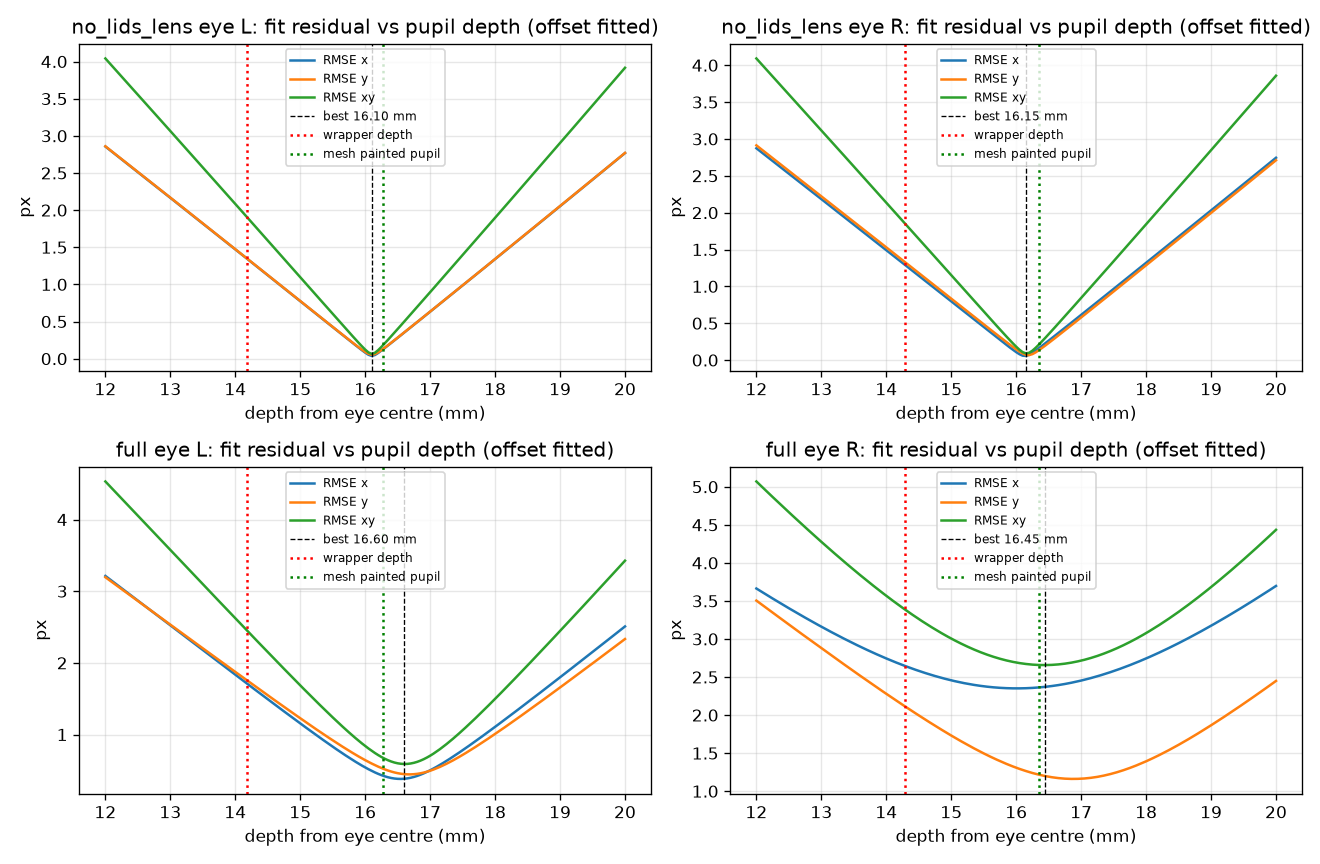 no_lids_lens eye L: fit residual vs pupil depth (offset fitted)
4.0
3.5
3.0
2.5
2.0
1.5
1.0
0.5
0.0
px
RMSE x
RMSE y
RMSE xy
best 16.10 mm
wrapper depth
mesh painted pupil
12 13 14 15 16 17 18 19 20
depth from eye centre (mm)
no_lids_lens eye R: fit residual vs pupil depth (offset fitted)
4.0
3.5
3.0
2.5
2.0
1.5
1.0
0.5
0.0
px
RMSE x
RMSE y
RMSE xy
best 16.15 mm
wrapper depth
mesh painted pupil
12 13 14 15 16 17 18 19 20
depth from eye centre (mm)
full eye L: fit residual vs pupil depth (offset fitted)
4
3
2
1
px
RMSE x
RMSE y
RMSE xy
best 16.60 mm
wrapper depth
mesh painted pupil
12 13 14 15 16 17 18 19 20
depth from eye centre (mm)
full eye R: fit residual vs pupil depth (offset fitted)
5.0
4.5
4.0
3.5
3.0
2.5
2.0
1.5
1.0
px
RMSE x
RMSE y
RMSE xy
best 16.45 mm
wrapper depth
mesh painted pupil
12 13 14 15 16 17 18 19 20
depth from eye centre (mm)